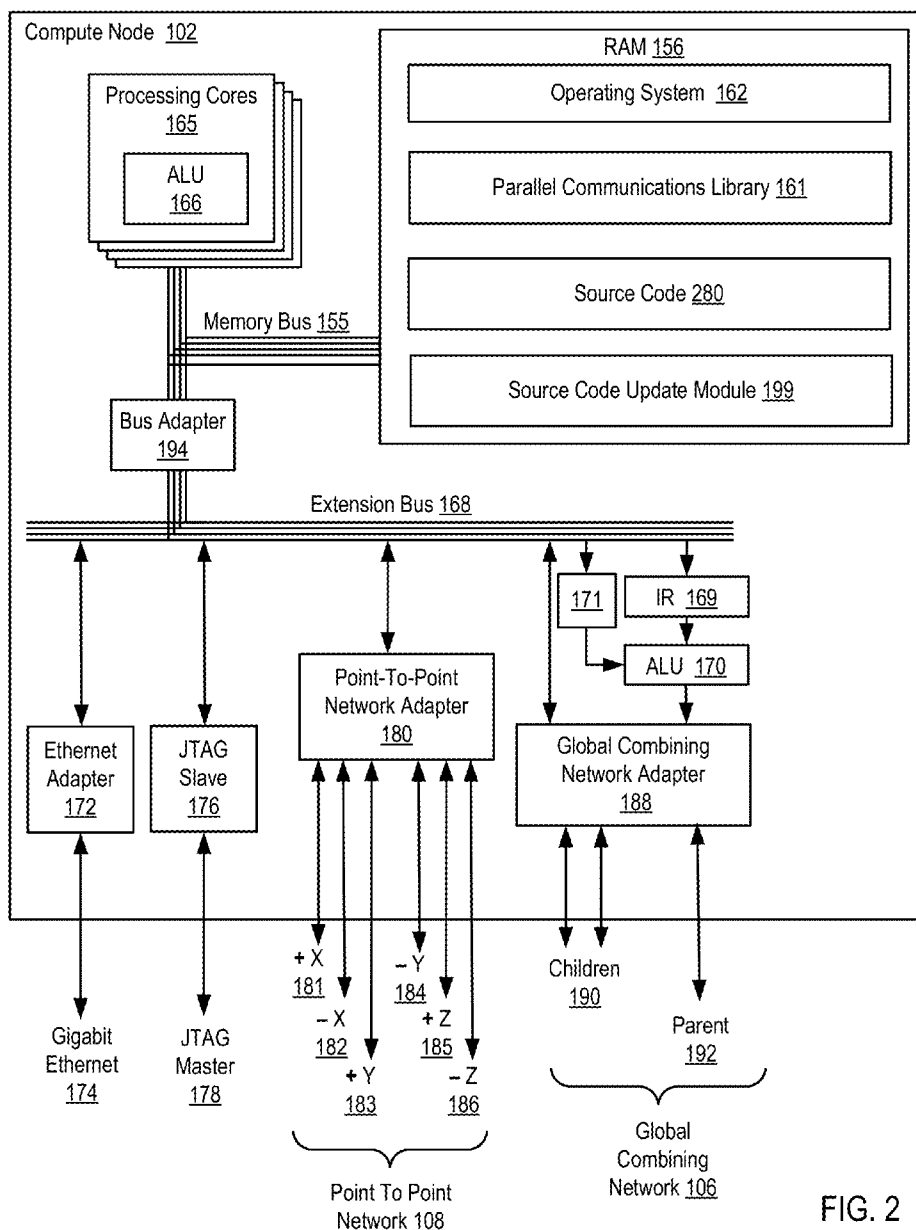 Compute Node 102
RAM 156
Operating System 162
Parallel Communications Library 161
Source Code 280
Source Code Update Module 199
Processing Cores
165
ALU
166
Memory Bus 155
Bus Adapter
194
Extension Bus 168
171
IR 169
ALU 170
Ethernet
Adapter
172
JTAG
Slave
176
Point-To-Point
Network Adapter
180
Global Combining
Network Adapter
188
Gigabit
Ethernet
174
JTAG
Master
178
+ X
181
– X
182
+ Y
183
– Y
184
+ Z
185
– Z
186
Children
190
Parent
192
Point To Point
Network 108
Global
Combining
Network 106
FIG. 2